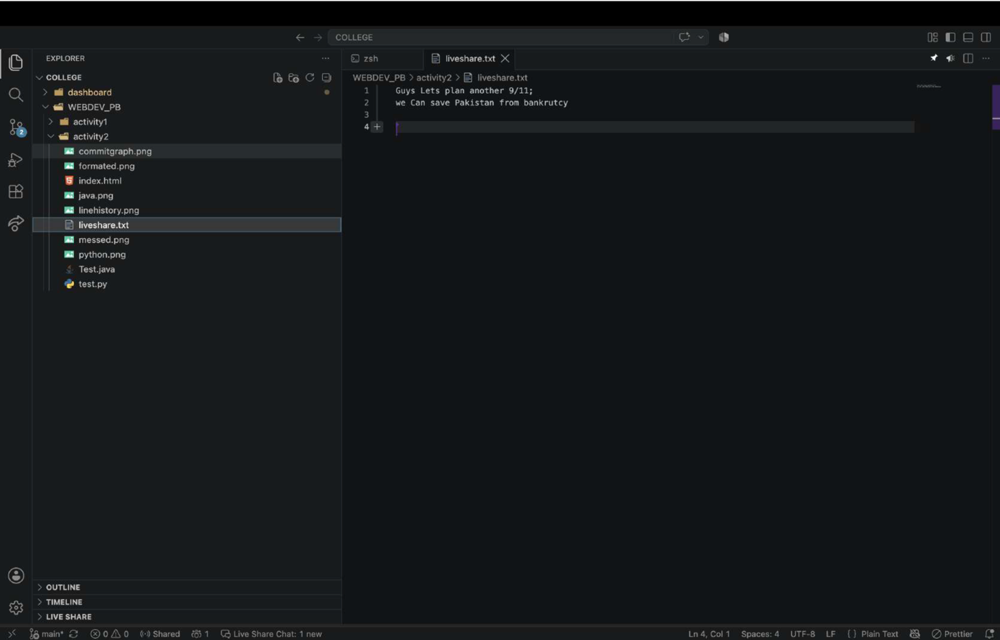 COLLEGE
EXPLORER
zsh
liveshare.txt
COLLEGE
WEBDEV_PB > activity2 > liveshare.txt
dashboard
WEBDEV_PB
activity1
activity2
commitgraph.png
formated.png
index.html
java.png
linehistory.png
liveshare.txt
messed.png
python.png
Test.java
test.py
1 Guys Lets plan another 9/11;
2 we Can save Pakistan from bankrutcy
3
4
2
OUTLINE
TIMELINE
LIVE SHARE
main* 0 0 Shared 1 Live Share Chat: 1 new Ln 4, Col 1 Spaces: 4 UTF-8 LF { } Plain Text Prettier